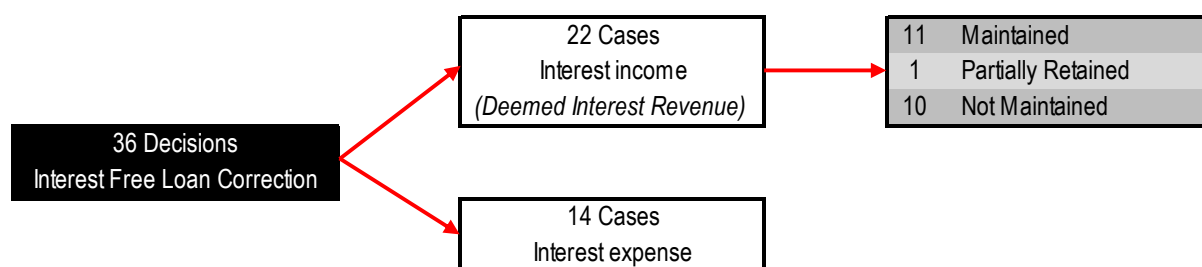 36 Decisions
Interest Free Loan Correction
22 Cases
Interest income
(Deemed Interest Revenue)
11 Maintained
1 Partially Retained
10 Not Maintained
14 Cases
Interest expense